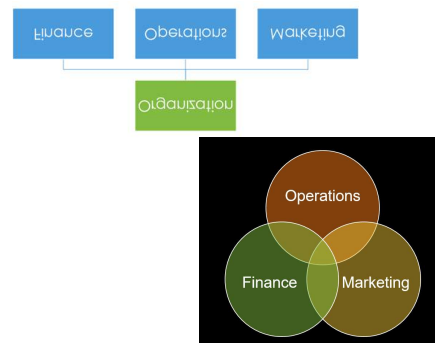 Finance Operations Marketing
Organization
Operations
Finance Marketing